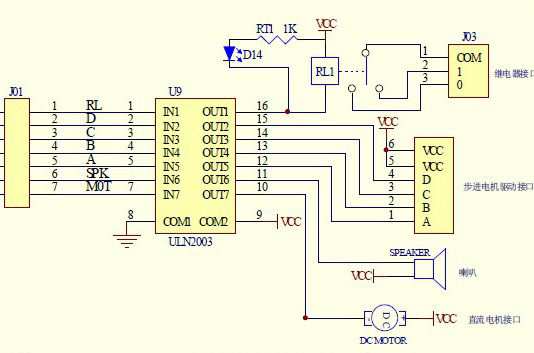 VCC
RT1 1K
D14
RL1
J03
1 COM
2 1
3 0
继电器接口
J01
U9
1 RL 1 IN1 OUT1 16
2 D 2 IN2 OUT2 15
3 C 3 IN3 OUT3 14
4 B 4 IN4 OUT4 13
5 A 5 IN5 OUT5 12
6 SPK 6 IN6 OUT6 11
7 M0T 7 IN7 OUT7 10
8 COM1 COM2 9 VCC
ULN2003
VCC
6 VCC
5 VCC
4 D
3 C
2 B
1 A
步进电机驱动接口
SPEAKER
VCC
喇叭
- D C +
VCC
直流电机接口
DC MOTOR